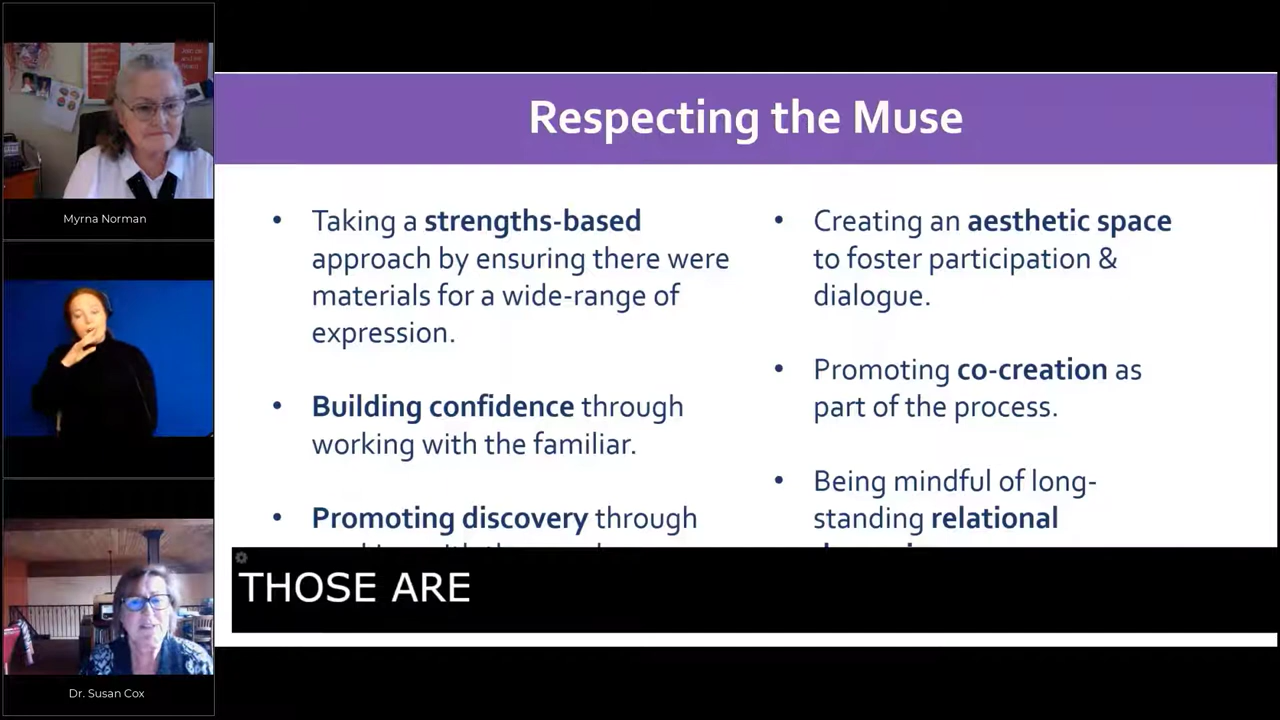 Myrna Norman
Dr. Susan Cox
Respecting the Muse
• Taking a strengths-based
approach by ensuring there were
materials for a wide-range of
expression.
• Building confidence through
working with the familiar.
• Promoting discovery through
• Creating an aesthetic space
to foster participation &
dialogue.
• Promoting co-creation as
part of the process.
• Being mindful of long-
standing relational
THOSE ARE